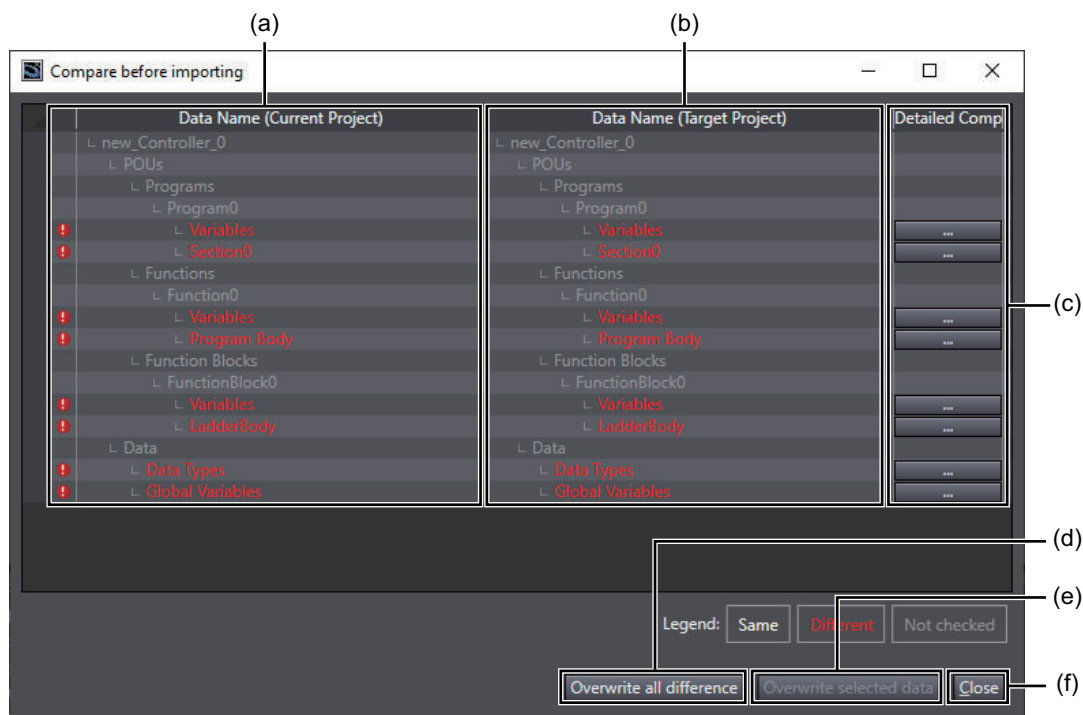 (a) (b)
Compare before importing
Data Name (Current Project) Data Name (Target Project) Detailed Comp
new_Controller_0 new_Controller_0
POUs POUs
Programs Programs
Program0 Program0
Variables Variables ...
Section0 Section0 ...
Functions Functions
Function0 Function0
(c)
Variables Variables ...
Program Body Program Body ...
Function Blocks Function Blocks
FunctionBlock0 FunctionBlock0
Variables Variables ...
LadderBody LadderBody ...
Data Data
Data Types Data Types ...
Global Variables Global Variables ...
(d)
(e)
Legend: Same Different Not checked
Overwrite all difference Overwrite selected data Close (f)